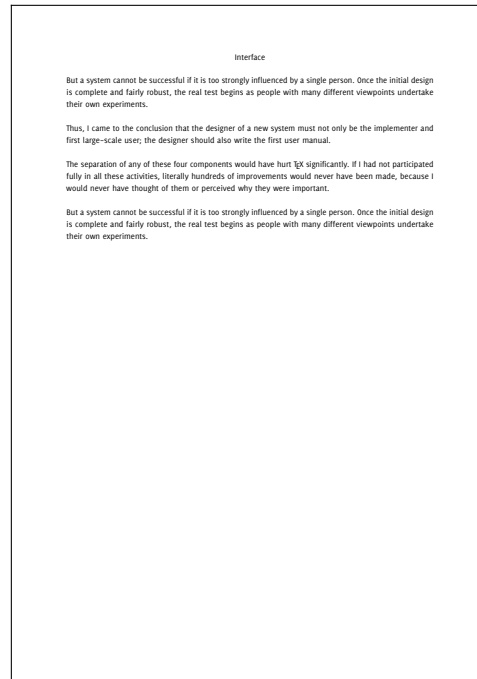 Interface
But a system cannot be successful if it is too strongly influenced by a single person. Once the initial design
is complete and fairly robust, the real test begins as people with many different viewpoints undertake
their own experiments.
Thus, I came to the conclusion that the designer of a new system must not only be the implementer and
first large-scale user; the designer should also write the first user manual.
The separation of any of these four components would have hurt TEX significantly. If I had not participated
fully in all these activities, literally hundreds of improvements would never have been made, because I
would never have thought of them or perceived why they were important.
But a system cannot be successful if it is too strongly influenced by a single person. Once the initial design
is complete and fairly robust, the real test begins as people with many different viewpoints undertake
their own experiments.